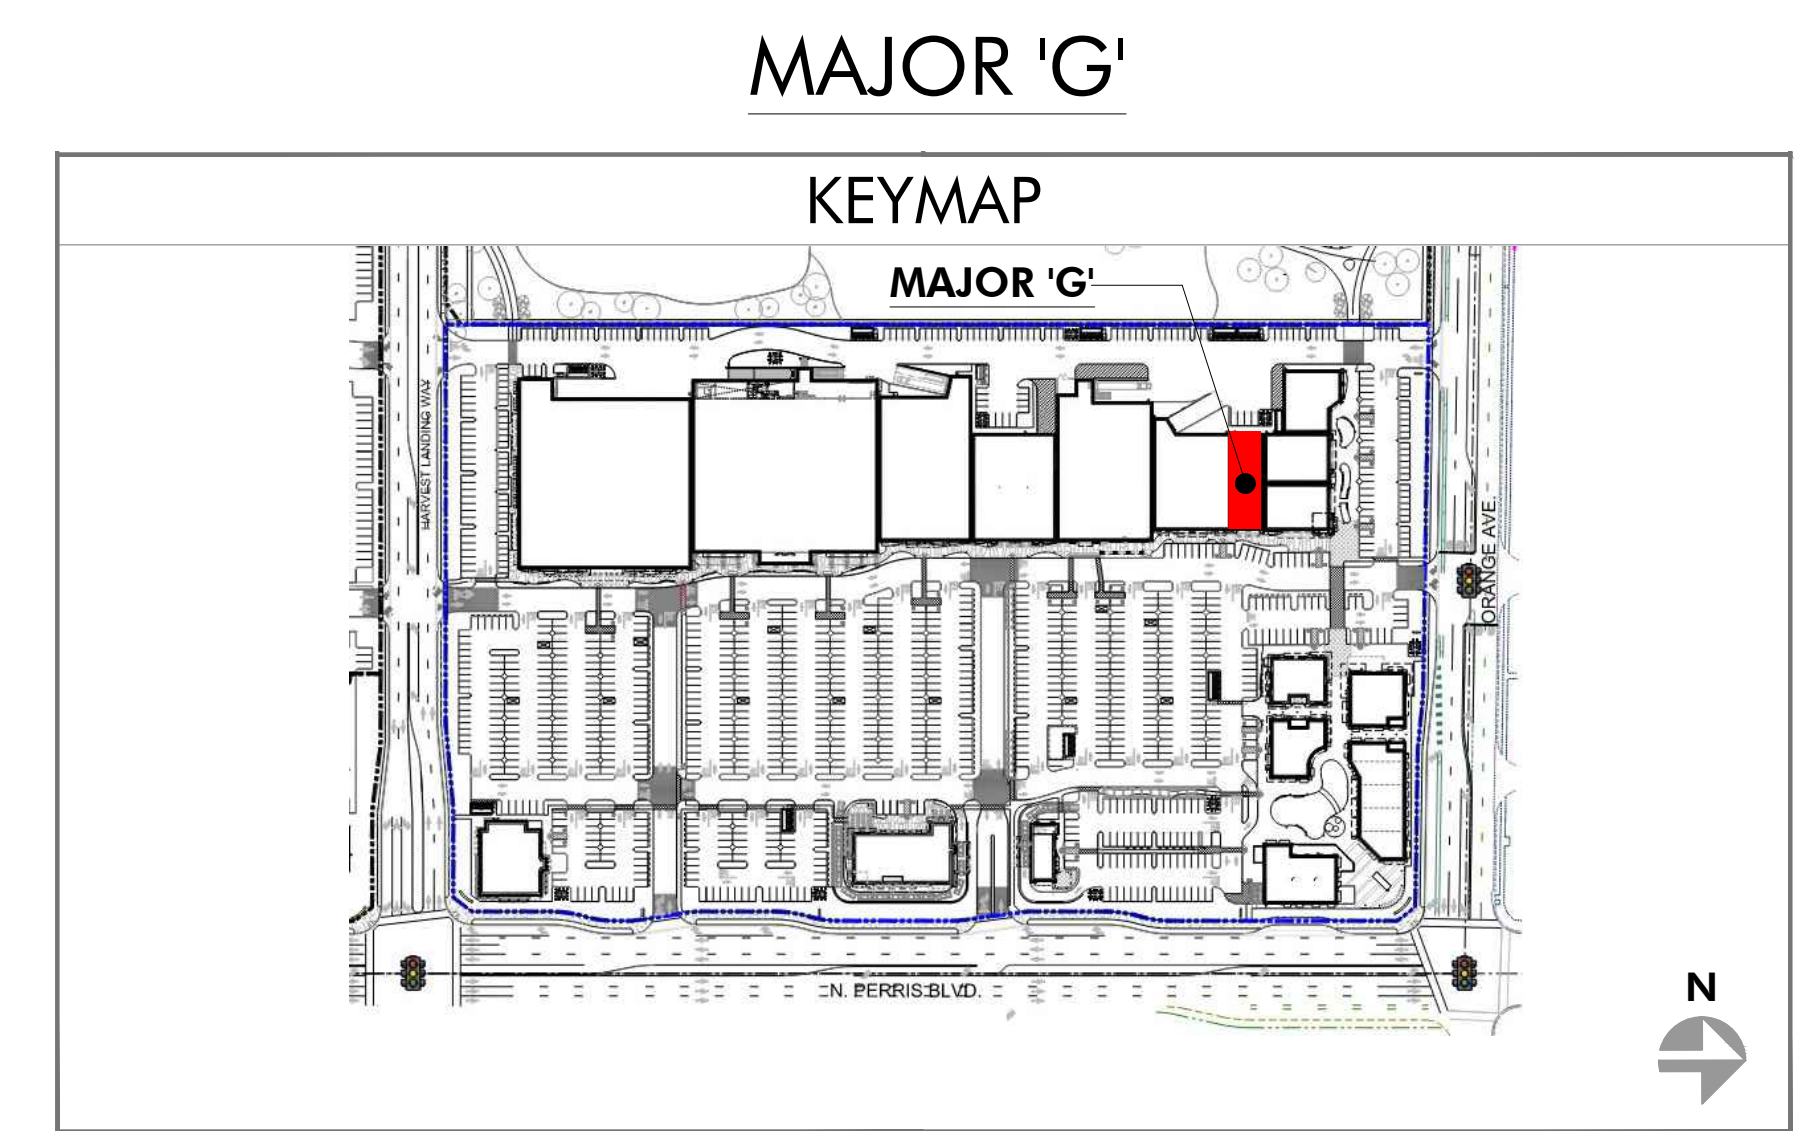 MAJOR 'G'
KEYMAP
MAJOR 'G'
HARVEST LANDING WAY
ORANGE AVE.
N. PERRIS BLVD.
N